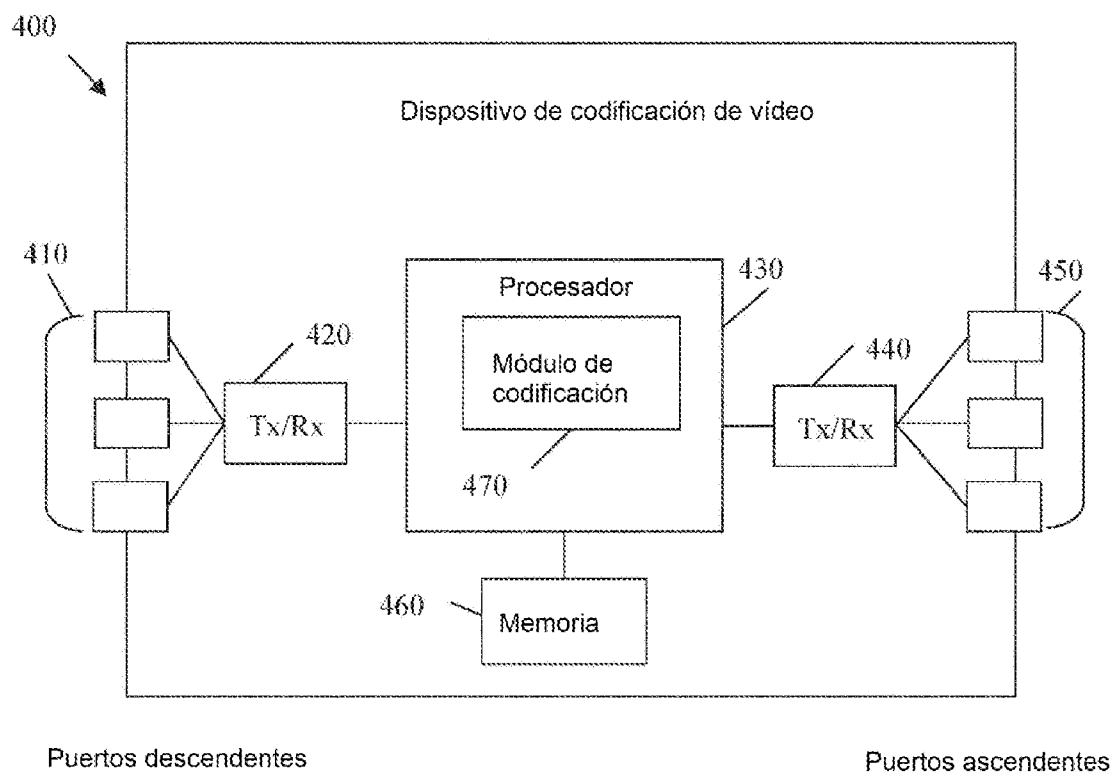 400
Dispositivo de codificación de vídeo
410
420
Tx/Rx
Procesador
430
Módulo de
codificación
470
440
Tx/Rx
450
460
Memoria
Puertos descendentes
Puertos ascendentes